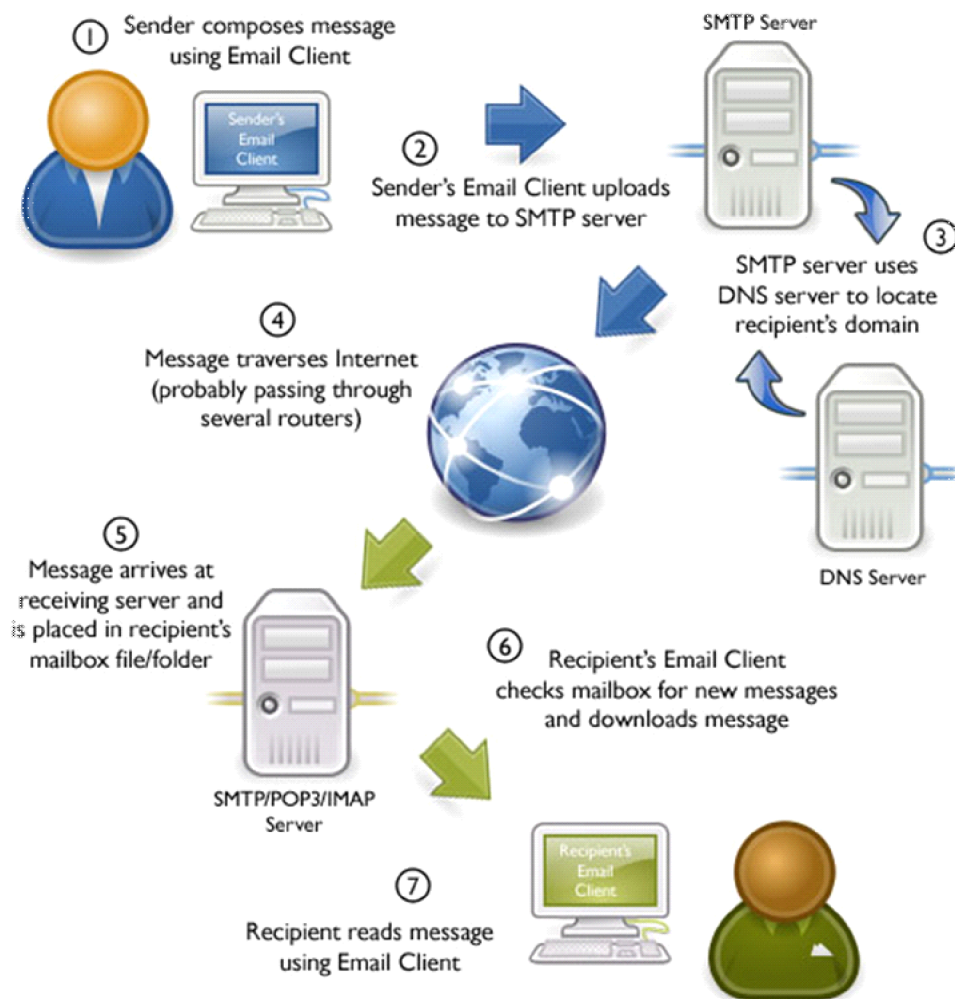 1
Sender composes message
using Email Client
Sender's
Email
Client
2
Sender's Email Client uploads
message to SMTP server
SMTP Server
3
SMTP server uses
DNS server to locate
recipient's domain
DNS Server
4
Message traverses Internet
(probably passing through
several routers)
5
Message arrives at
receiving server and
is placed in recipient's
mailbox file/folder
SMTP/POP3/IMAP
Server
6
Recipient's Email Client
checks mailbox for new messages
and downloads message
Recipient's
Email
Client
7
Recipient reads message
using Email Client